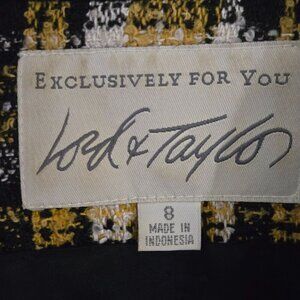 EXCLUSIVELY FOR YOU
Lord & Taylor
8
MADE IN
INDONESIA